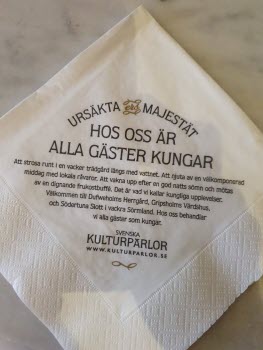 URSÄKTA MAJESTÄT
HOS OSS ÄR
ALLA GÄSTER KUNGAR
Att strosa runt i en vacker trädgård längs med vattnet. Att njuta av en välkomponerad
middag med lokala råvaror. Att vakna upp efter en god natts sömn och mötas
av en dignande frukostbuffé. Det är vad vi kallar kungliga upplevelser.
Välkommen till Dufweholms Herrgård, Gripsholms Värdshus,
och Södertuna Slott i vackra Sörmland. Hos oss behandlar
vi alla gäster som kungar.
SVENSKA
KULTURPÄRLOR
WWW.KULTURPARLOR.SE